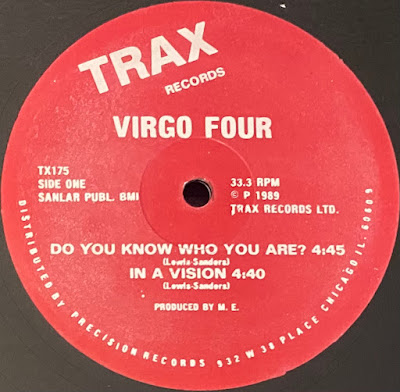 TRAX
RECORDS
VIRGO FOUR
TX175
SIDE ONE
SANLAR PUBL. BMI
33.3 RPM
© P 1989
TRAX RECORDS LTD.
DO YOU KNOW WHO YOU ARE? 4:45
(Lewis-Sanders)
IN A VISION 4:40
(Lewis-Sanders)
PRODUCED BY M. E.
DISTRIBUTED BY PRECISION RECORDS 932 W 38 PLACE CHICAGO IL. 60609